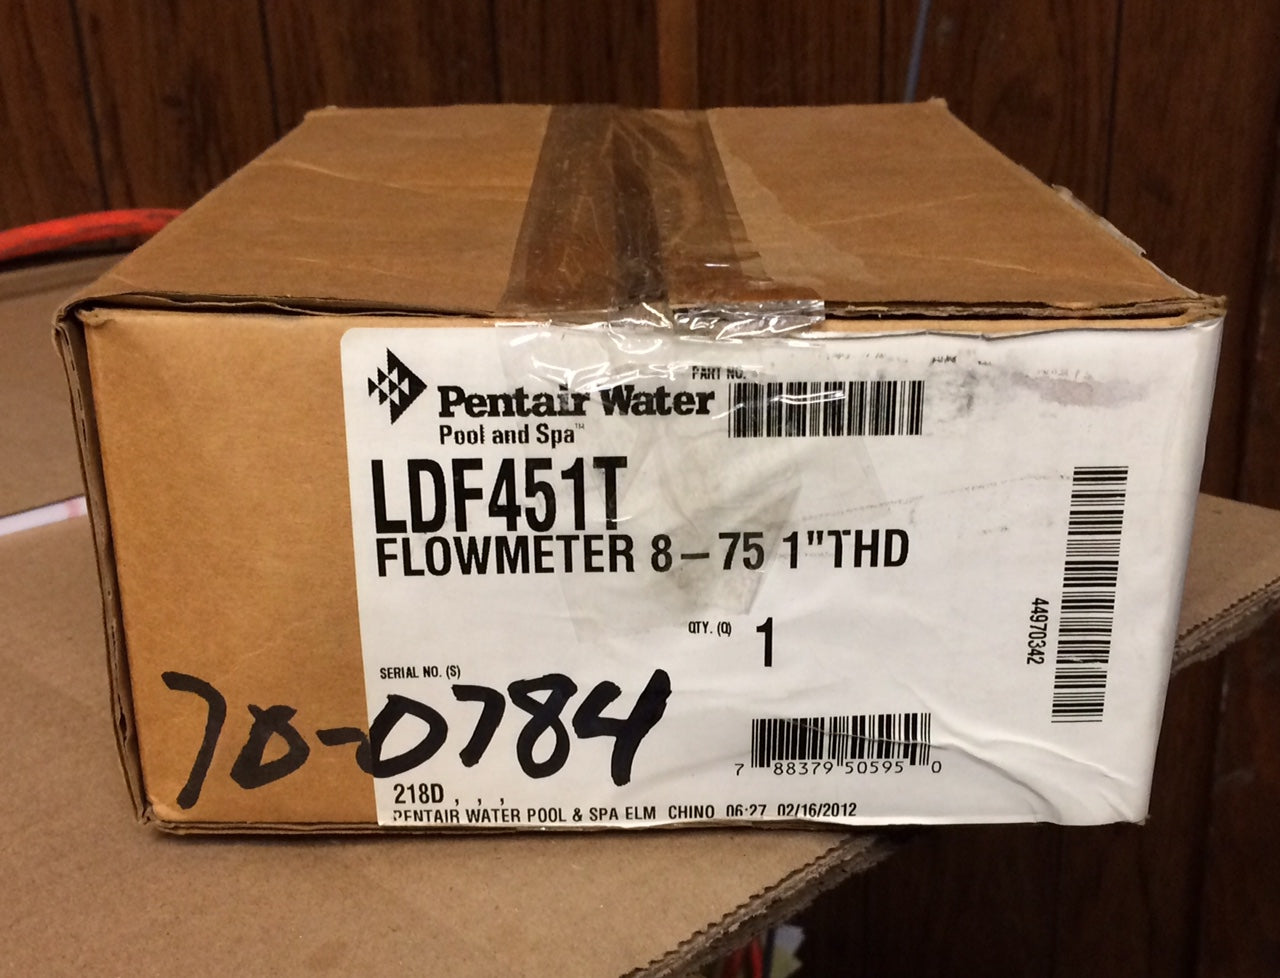 PART NO.
Pentair Water
Pool and Spa™
LDF451T
FLOWMETER 8-75 1"THD
QTY. (Q) 1
44970342
SERIAL NO. (S)
70-0784
7 88379 50595 0
218D , , ,
PENTAIR WATER POOL & SPA ELM CHINO 06:27 02/16/2012